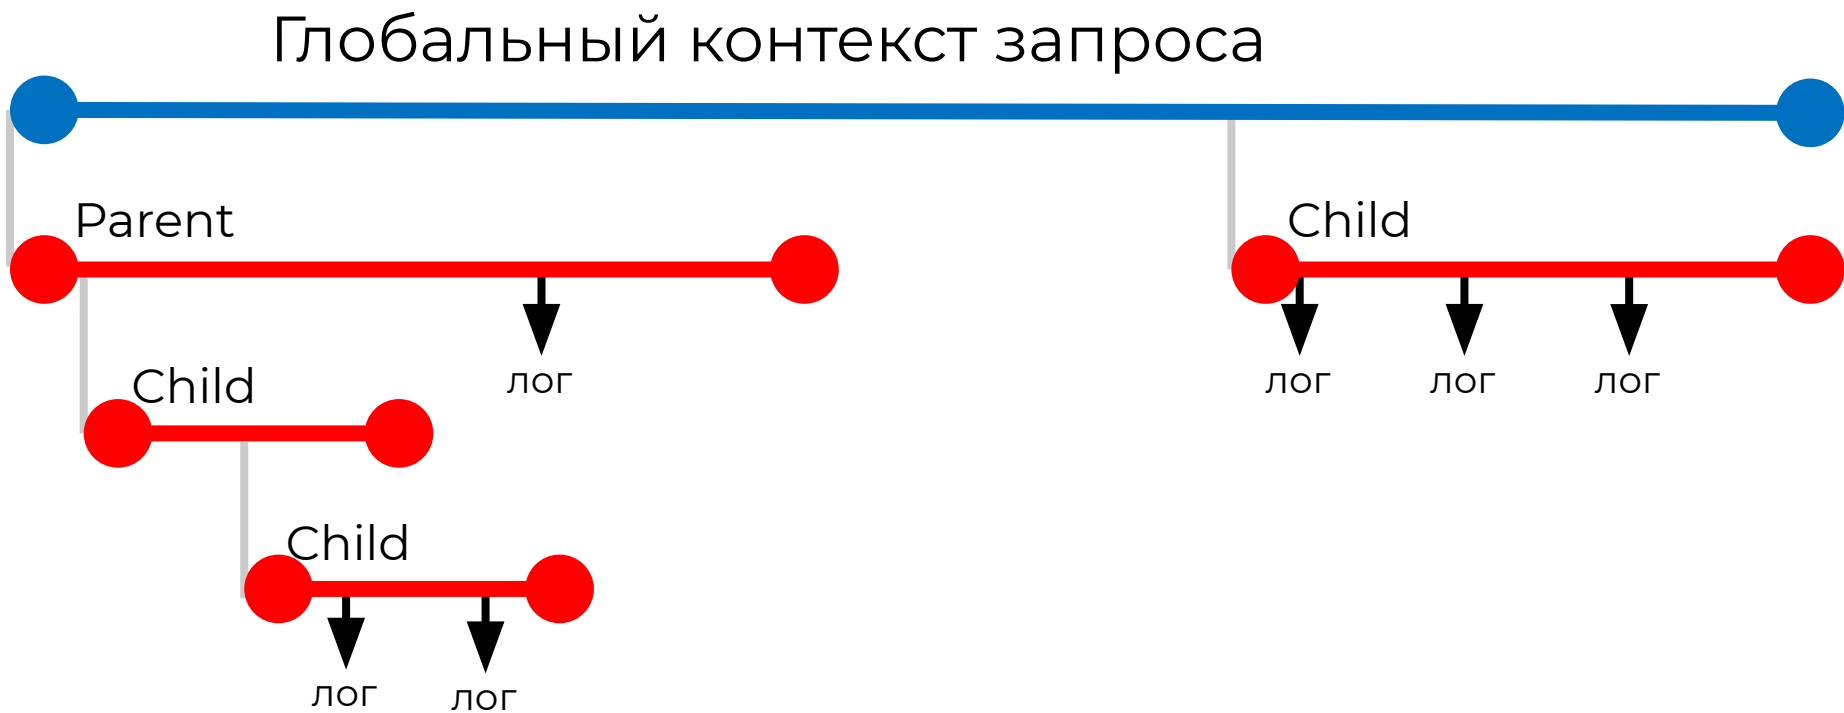 Глобальный контекст запроса
Parent
Child
лог
лог
лог
лог
Child
Child
лог
лог